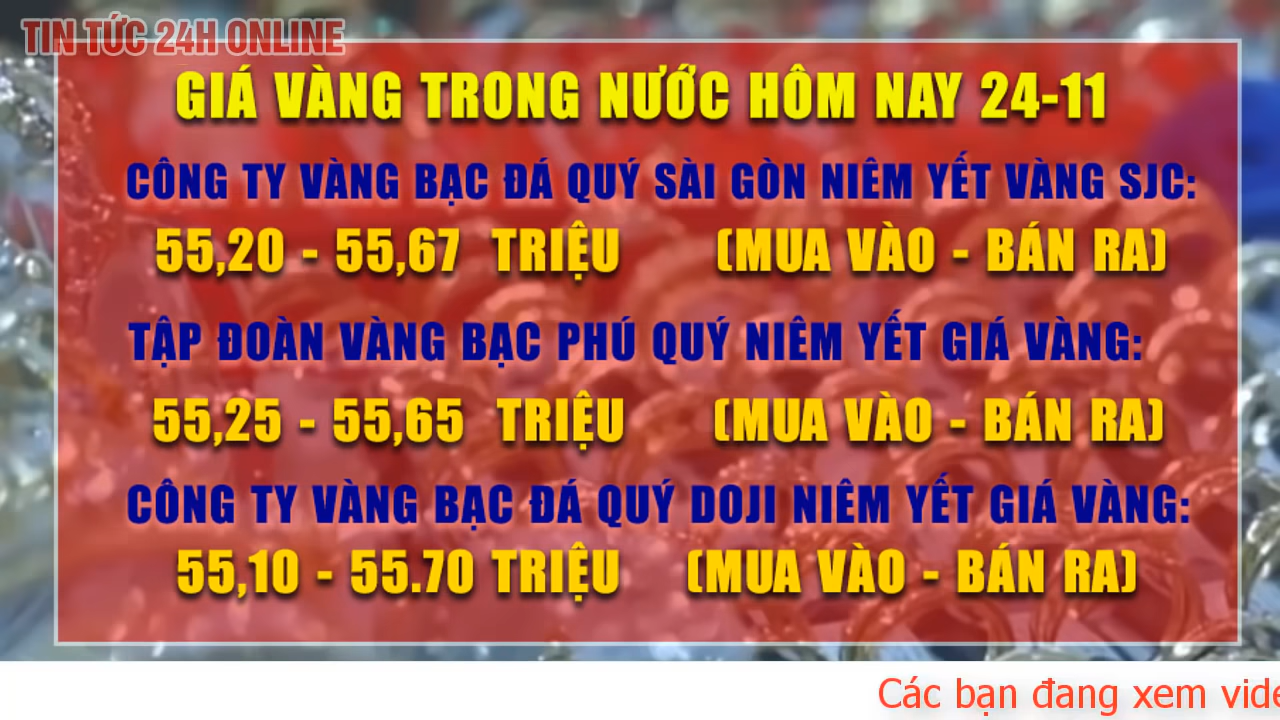 TIN TỨC 24H ONLINE
GIÁ VÀNG TRONG NƯỚC HÔM NAY 24-11
CÔNG TY VÀNG BẠC ĐÁ QUÝ SÀI GÒN NIÊM YẾT VÀNG SJC:
55,20 - 55,67 TRIỆU (MUA VÀO - BÁN RA)
TẬP ĐOÀN VÀNG BẠC PHÚ QUÝ NIÊM YẾT GIÁ VÀNG:
55,25 - 55,65 TRIỆU (MUA VÀO - BÁN RA)
CÔNG TY VÀNG BẠC ĐÁ QUÝ DOJI NIÊM YẾT GIÁ VÀNG:
55,10 - 55.70 TRIỆU (MUA VÀO - BÁN RA)
Các bạn đang xem vide